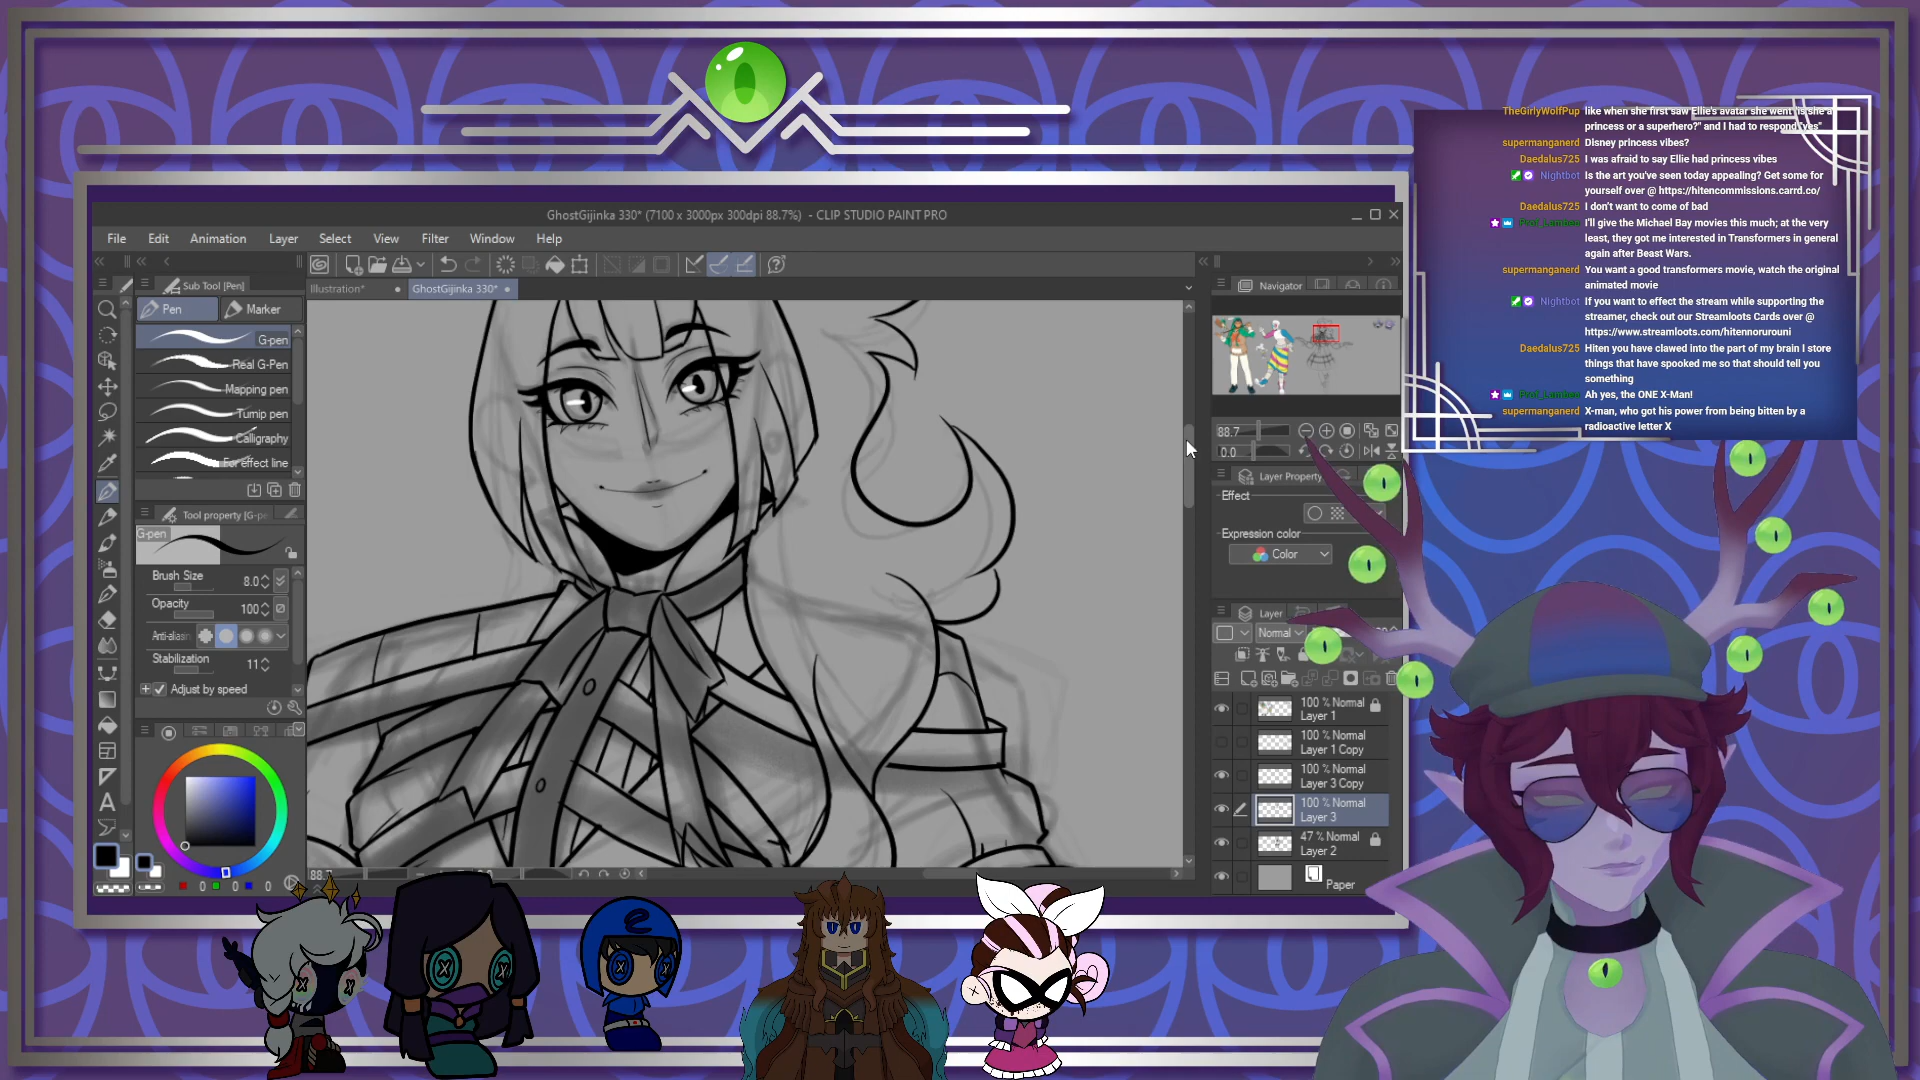 GhostGijinka 330* (7100 x 3000px 300dpi 88.7%)  - CLIP STUDIO PAINT PRO
File Edit Animation Layer Select View Filter Window Help
Sub Tool [Pen]
Illustration*
GhostGijinka 330*
Navigator
Pen
Marker
G-pen
Real G-Pen
Mapping pen
Turnip pen
Calligraphy
For effect line
Tool property [G-pe
G-pen
Brush Size 8.0
Opacity 100
Anti-aliasin
Stabilization 11
Adjust by speed
0 0 0
88.7
0.0
Layer Property
Effect
Expression color
Color
Layer
Normal
100 % Normal
Layer 1
100 % Normal
Layer 1 Copy
100 % Normal
Layer 3 Copy
100 % Normal
Layer 3
47 % Normal
Layer 2
Paper
88.7
TheGirlyWolfPup like when she first saw Ellie's avatar she went "is she a
princess or a superhero?" and I had to respond "yes"
supermanganerd Disney princess vibes?
Daedalus725 I was afraid to say Ellie had princess vibes
Nightbot Is the art you've seen today appealing? Get some for
yourself over @ https://hitencommissions.carrd.co/
Daedalus725 I don't want to come of bad
I'll give the Michael Bay movies this much; at the very
least, they got me interested in Transformers in general
again after Beast Wars.
supermanganerd You want a good transformers movie, watch the original
animated movie
Nightbot If you want to effect the stream while supporting the
streamer, check out our Streamloots Cards over @
https://www.streamloots.com/hitennorurouni
Daedalus725 Hiten you have clawed into the part of my brain I store
things that have spooked me so that should tell you
something
Ah yes, the ONE X-Man!
supermanganerd X-man, who got his power from being bitten by a
radioactive letter X